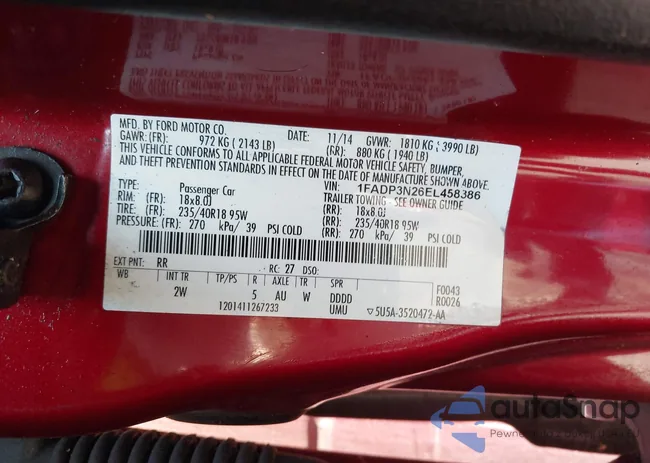 MFD. BY FORD MOTOR CO.
DATE: 11/14 GVWR: 1810 KG ( 3990 LB)
GAWR: (FR): 972 KG ( 2143 LB) (RR): 880 KG ( 1940 LB)
THIS VEHICLE CONFORMS TO ALL APPLICABLE FEDERAL MOTOR VEHICLE SAFETY, BUMPER,
AND THEFT PREVENTION STANDARDS IN EFFECT ON THE DATE OF MANUFACTURE SHOWN ABOVE.
VIN: 1FADP3N26EL458386
TYPE: Passenger Car TRAILER TOWING - SEE OWNER GUIDE
RIM: 18x8.0J (RR): 18x8.0J
TIRE: (FR): 235/40R18 95W (RR): 235/40R18 95W
PRESSURE: (FR): 270 kPa/ 39 PSI COLD (RR): 270 kPa/ 39 PSI COLD
EXT PNT: RR RC: 27 DSO: F0043
WB INT TR TP/PS R AXLE TR SPR R0026
2W 5 AU W DDDD
1201411267233 UMU ▽5U5A-3520472-AA
autoSnap